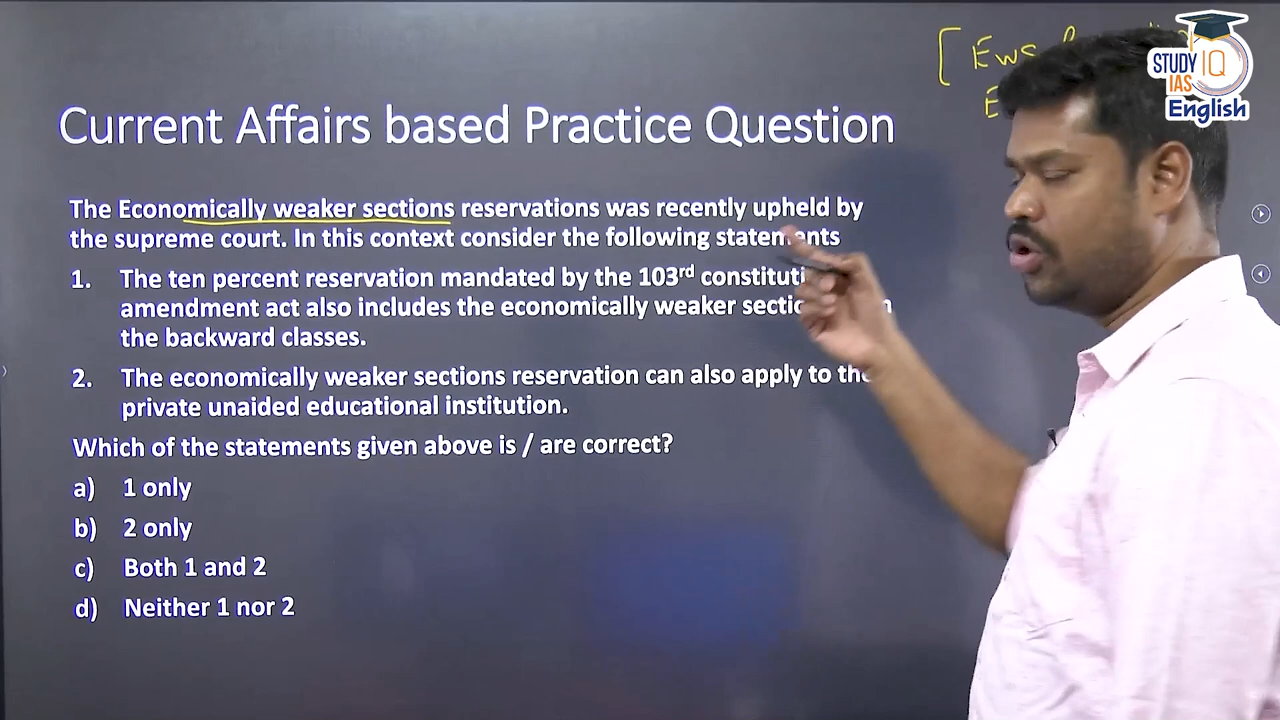 [ Ews
STUDY IQ
IAS
English
Current Affairs based Practice Question
The Economically weaker sections reservations was recently upheld by
the supreme court. In this context consider the following statements
1. The ten percent reservation mandated by the 103rd
amendment act also includes the economically weaker
the backward classes.
2. The economically weaker sections reservation can also apply to the
private unaided educational institution.
Which of the statements given above is / are correct?
a) 1 only
b) 2 only
c) Both 1 and 2
d) Neither 1 nor 2